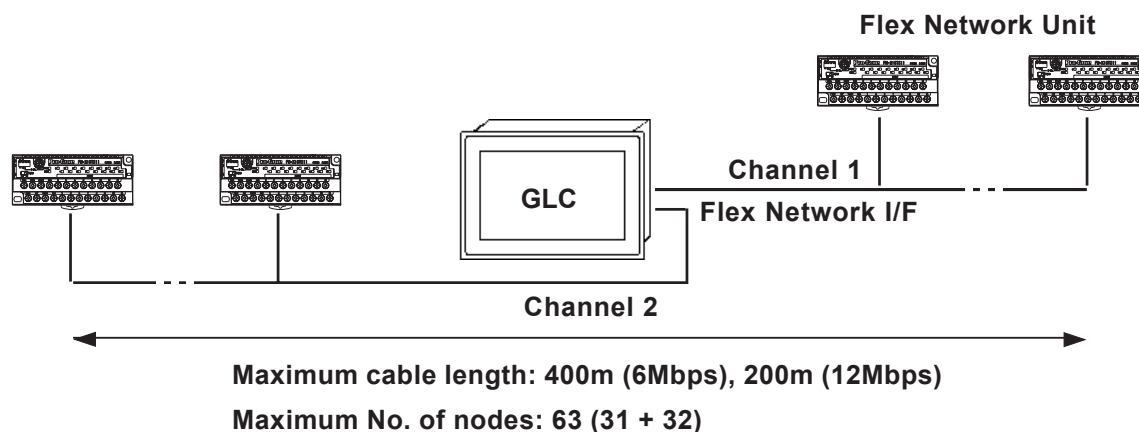 Flex Network Unit
Channel 1
GLC
Flex Network I/F
Channel 2
Maximum cable length: 400m (6Mbps), 200m (12Mbps)
Maximum No. of nodes: 63 (31 + 32)